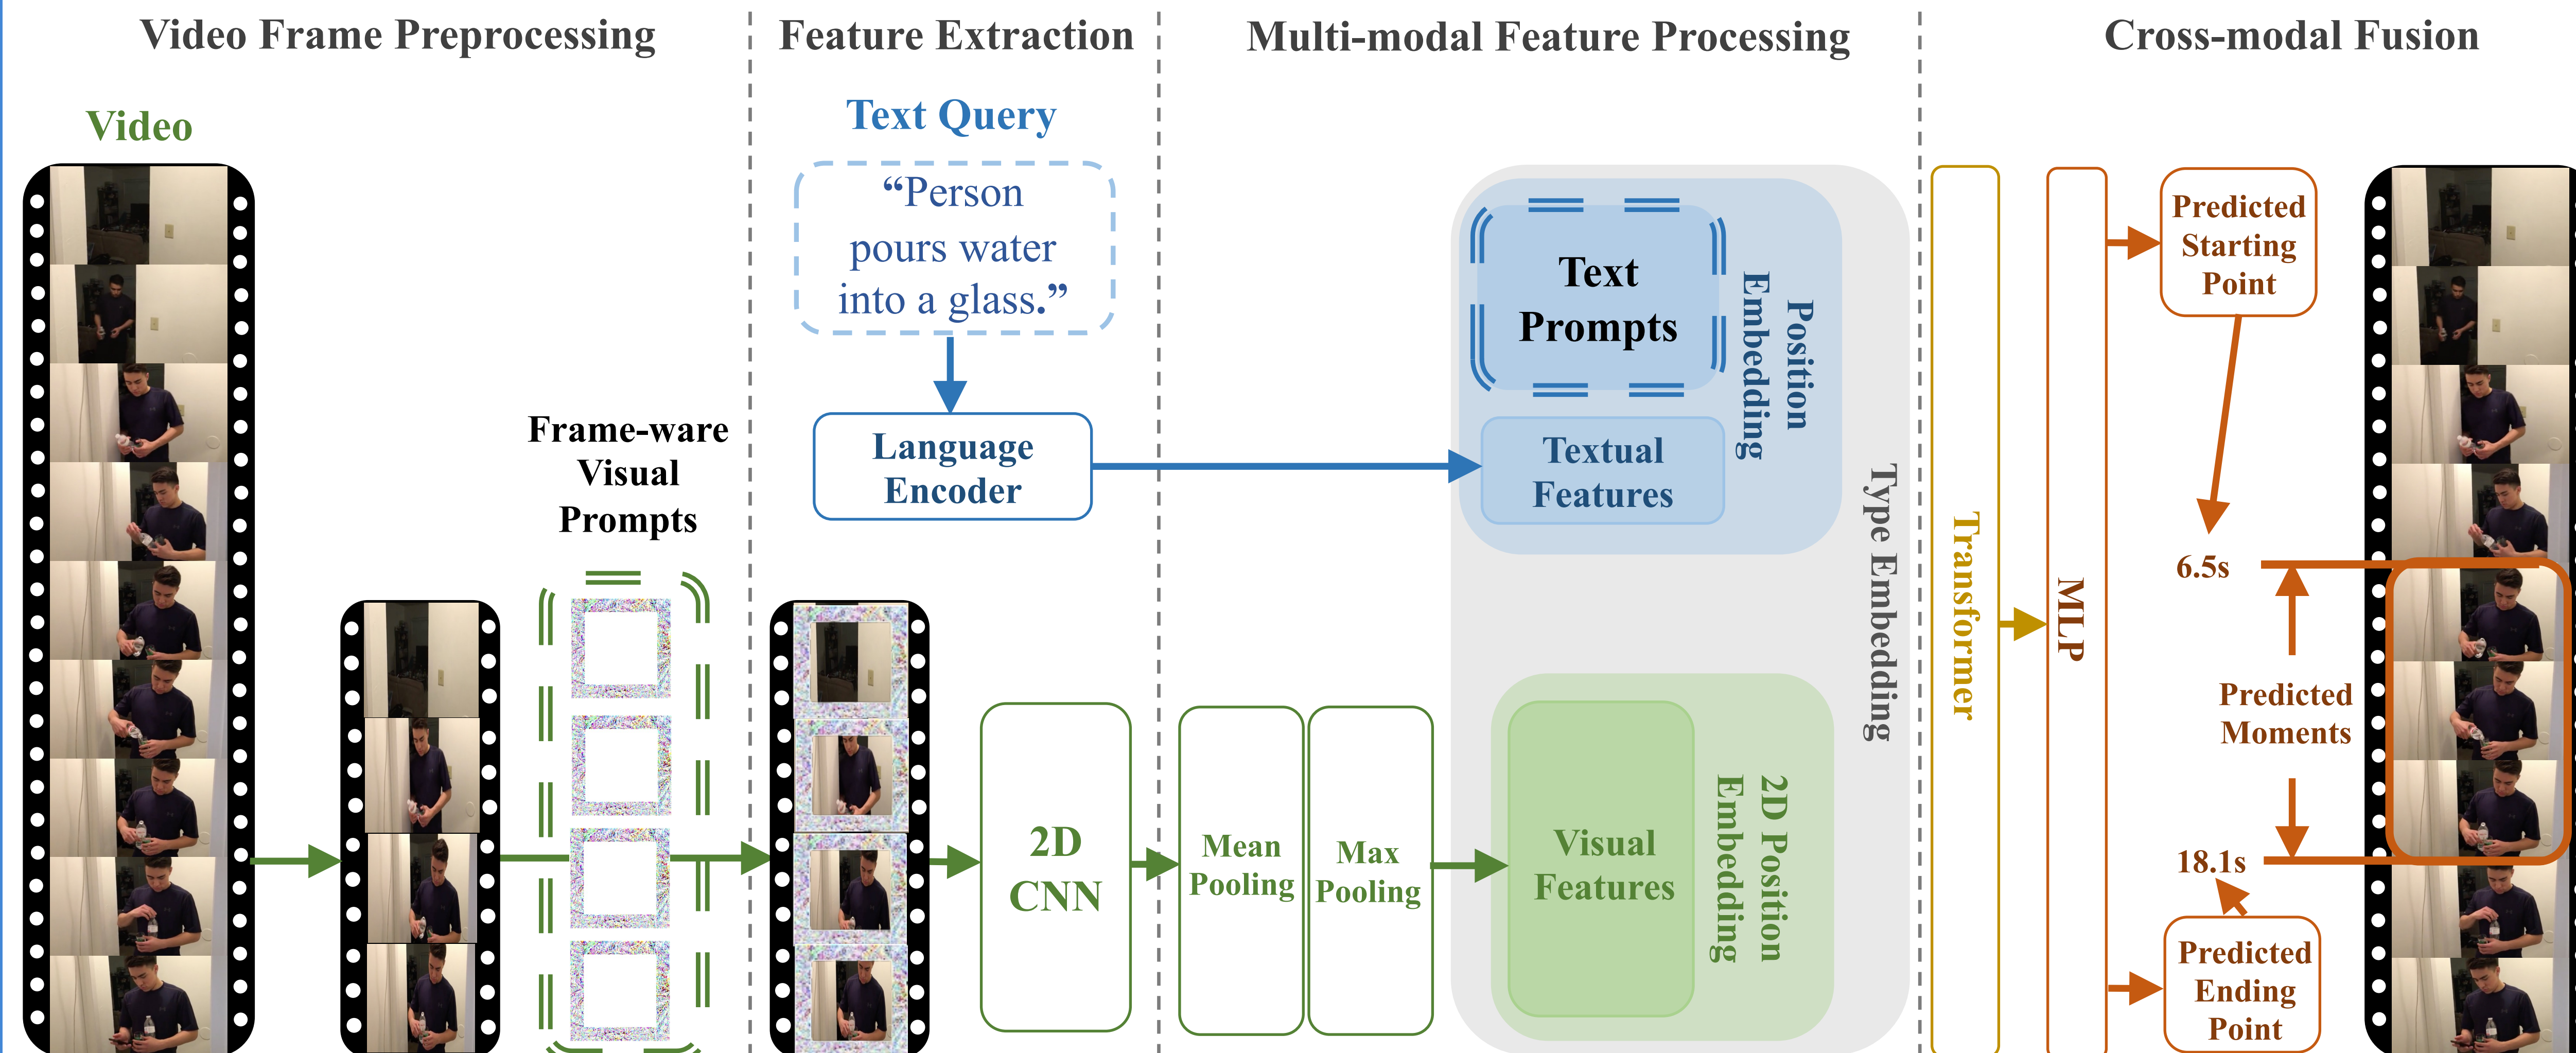 Video Frame Preprocessing
Feature Extraction
Multi-modal Feature Processing
Cross-modal Fusion
Video
Frame-ware
Visual
Prompts
Text Query
“Person
pours water
into a glass.”
Language
Encoder
2D
CNN
Mean
Pooling
Max
Pooling
Text
Prompts
Position
Embedding
Textual
Features
Visual
Features
2D Position
Embedding
Type Embedding
Transformer
MLP
Predicted
Starting
Point
6.5s
Predicted
Moments
18.1s
Predicted
Ending
Point